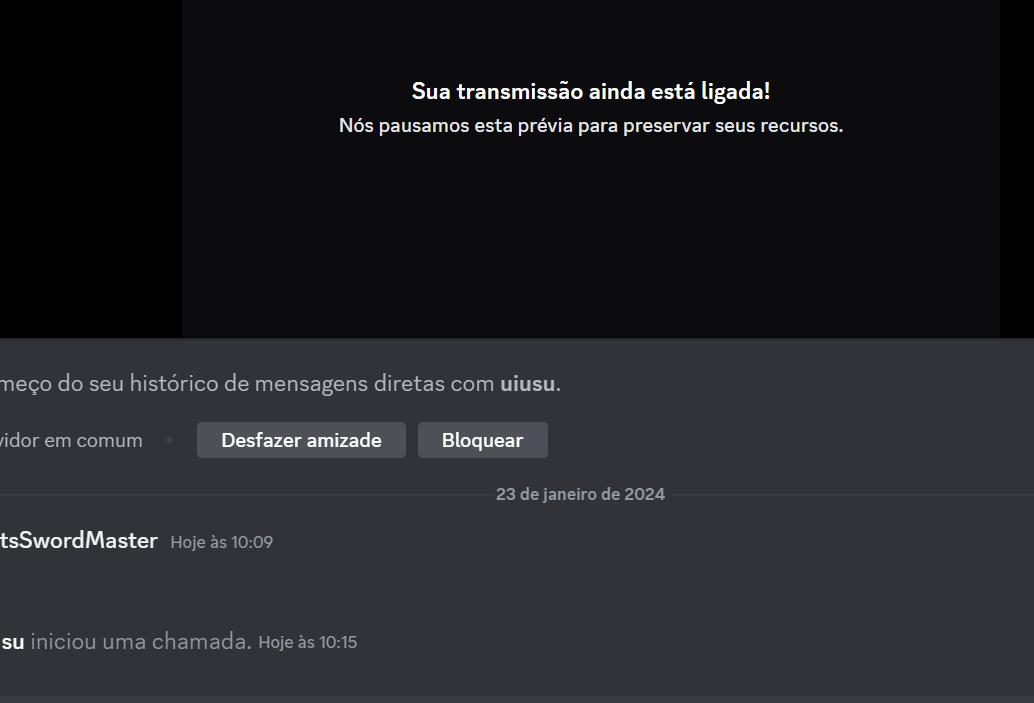 Sua transmissão ainda está ligada!
Nós pausamos esta prévia para preservar seus recursos.
meço do seu histórico de mensagens diretas com uiusu.
vidor em comum • Desfazer amizade Bloquear
23 de janeiro de 2024
tsSwordMaster Hoje às 10:09
su iniciou uma chamada. Hoje às 10:15